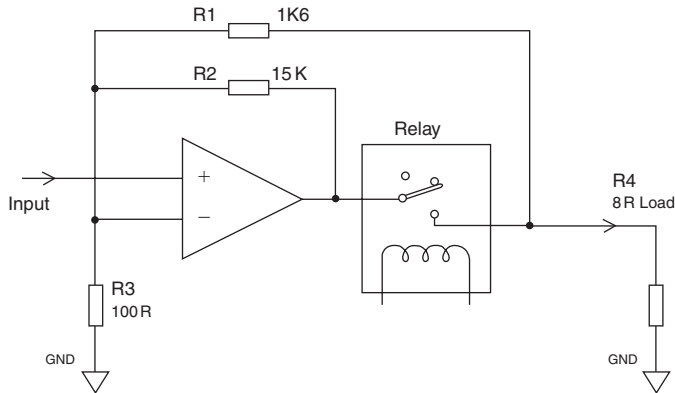 R1 1K6
R2 15 K
Relay
+
−
Input
R4
8 R Load
R3
100 R
GND
GND